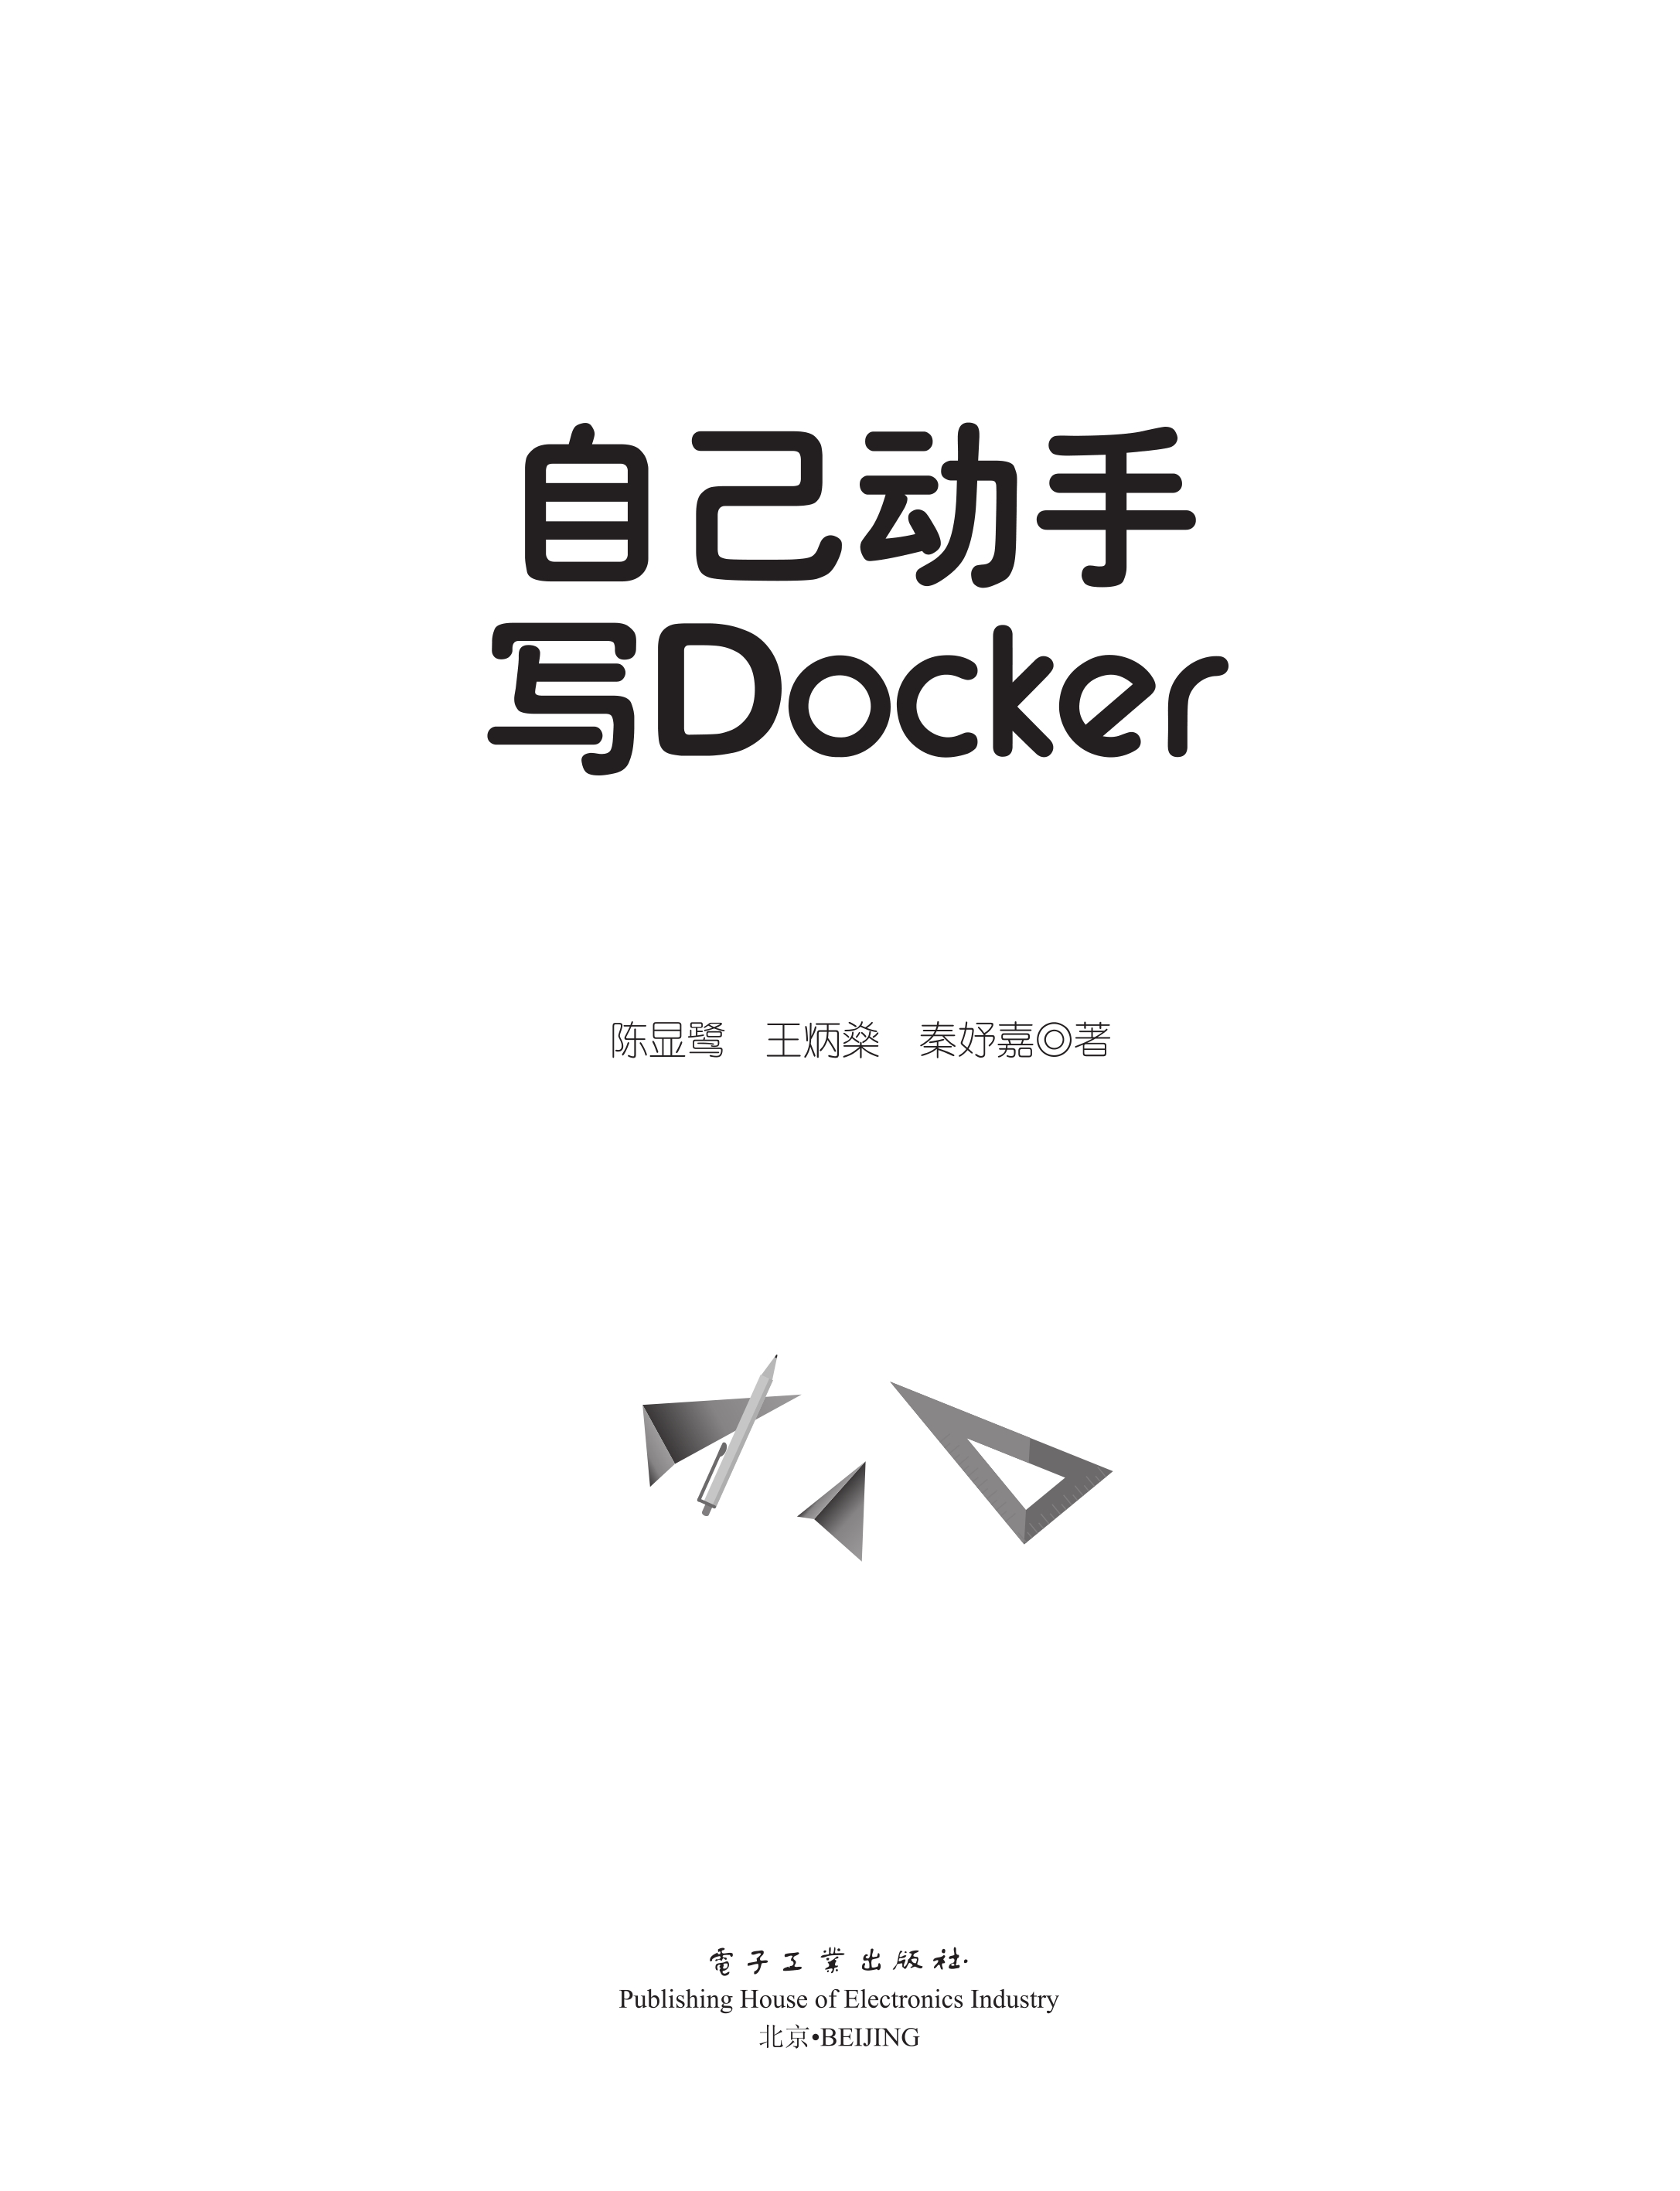 自己动手
写Docker
陈显鹭 王炳燊 秦妤嘉◎著
電子工業出版社·
Publishing House of Electronics Industry
北京•BEIJING